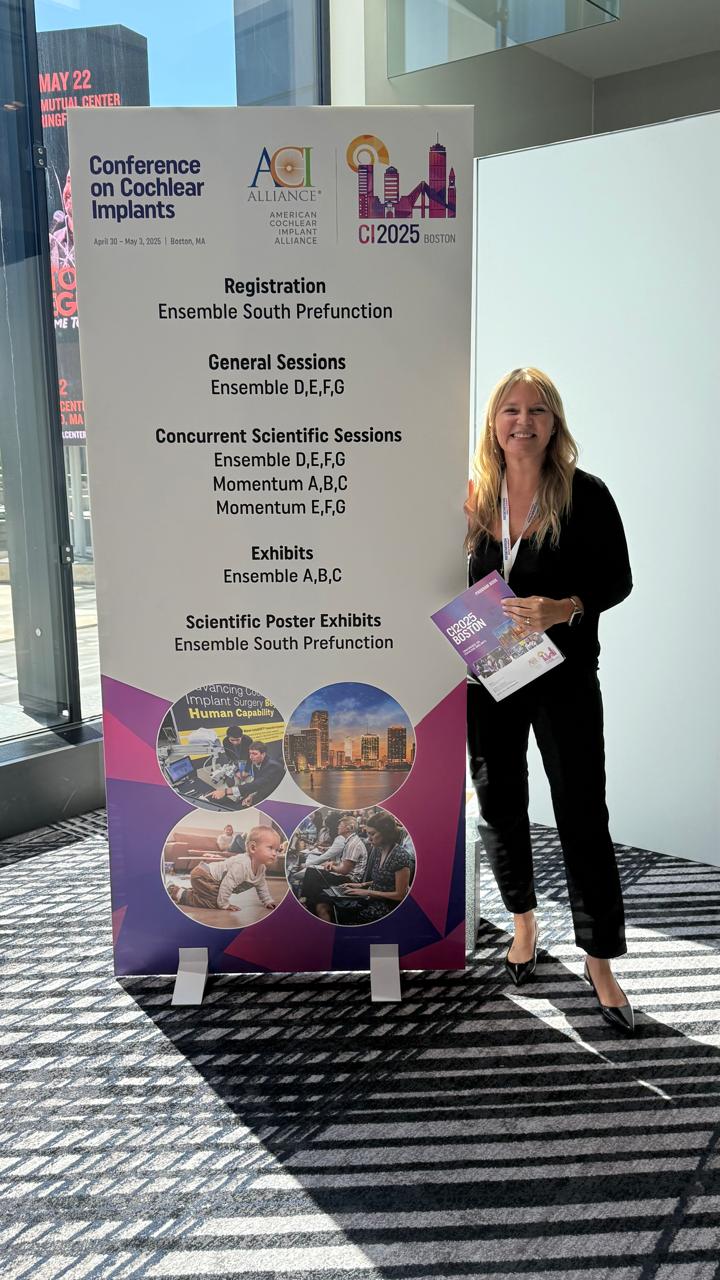 MAY 22
MUTUAL CENTER
Conference
on Cochlear
Implants
April 30 – May 3, 2025 | Boston, MA
ACI
ALLIANCE®
AMERICAN
COCHLEAR
IMPLANT
ALLIANCE
CI2025 BOSTON
Registration
Ensemble South Prefunction
General Sessions
Ensemble D,E,F,G
Concurrent Scientific Sessions
Ensemble D,E,F,G
Momentum A,B,C
Momentum E,F,G
Exhibits
Ensemble A,B,C
Scientific Poster Exhibits
Ensemble South Prefunction
Implant Surgery
Human Capability
PROGRAM BOOK
CI2025
BOSTON